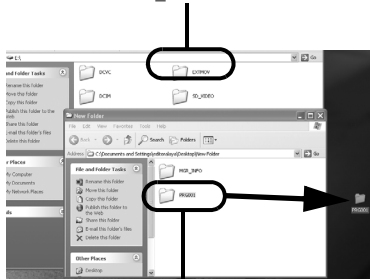 E:\
Go
nd Folder Tasks
Rename this folder
Move this folder
Copy this folder
Publish this folder to the Web
Share this folder
E-mail this folder's files
Delete this folder
r Places
My Computer
My Documents
My Network Places
DCVC
EXTMOV
DCIM
SD_VIDEO
New Folder
File Edit View Favorites Tools Help
Back
Search
Folders
Address
C:\Documents and Settings\
\Desktop\New Folder
Go
File and Folder Tasks
Rename this folder
Move this folder
Copy this folder
Publish this folder to
the Web
Share this folder
E-mail this folder's files
Delete this folder
Other Places
Desktop
MGR_INFO
PRG001
PRG001